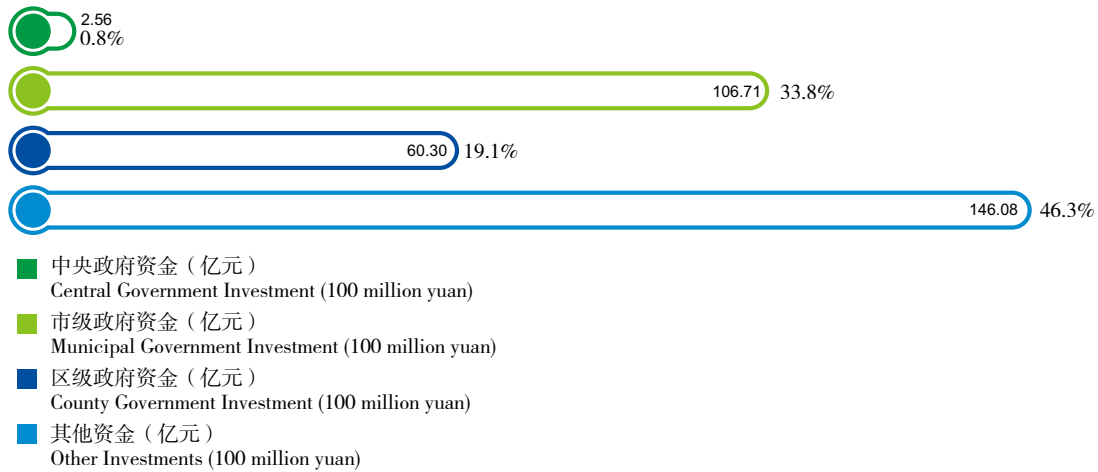 2.56
0.8%
106.71 33.8%
60.30 19.1%
146.08 46.3%
中央政府资金（亿元）
Central Government Investment (100 million yuan)
市级政府资金（亿元）
Municipal Government Investment (100 million yuan)
区级政府资金（亿元）
County Government Investment (100 million yuan)
其他资金（亿元）
Other Investments (100 million yuan)